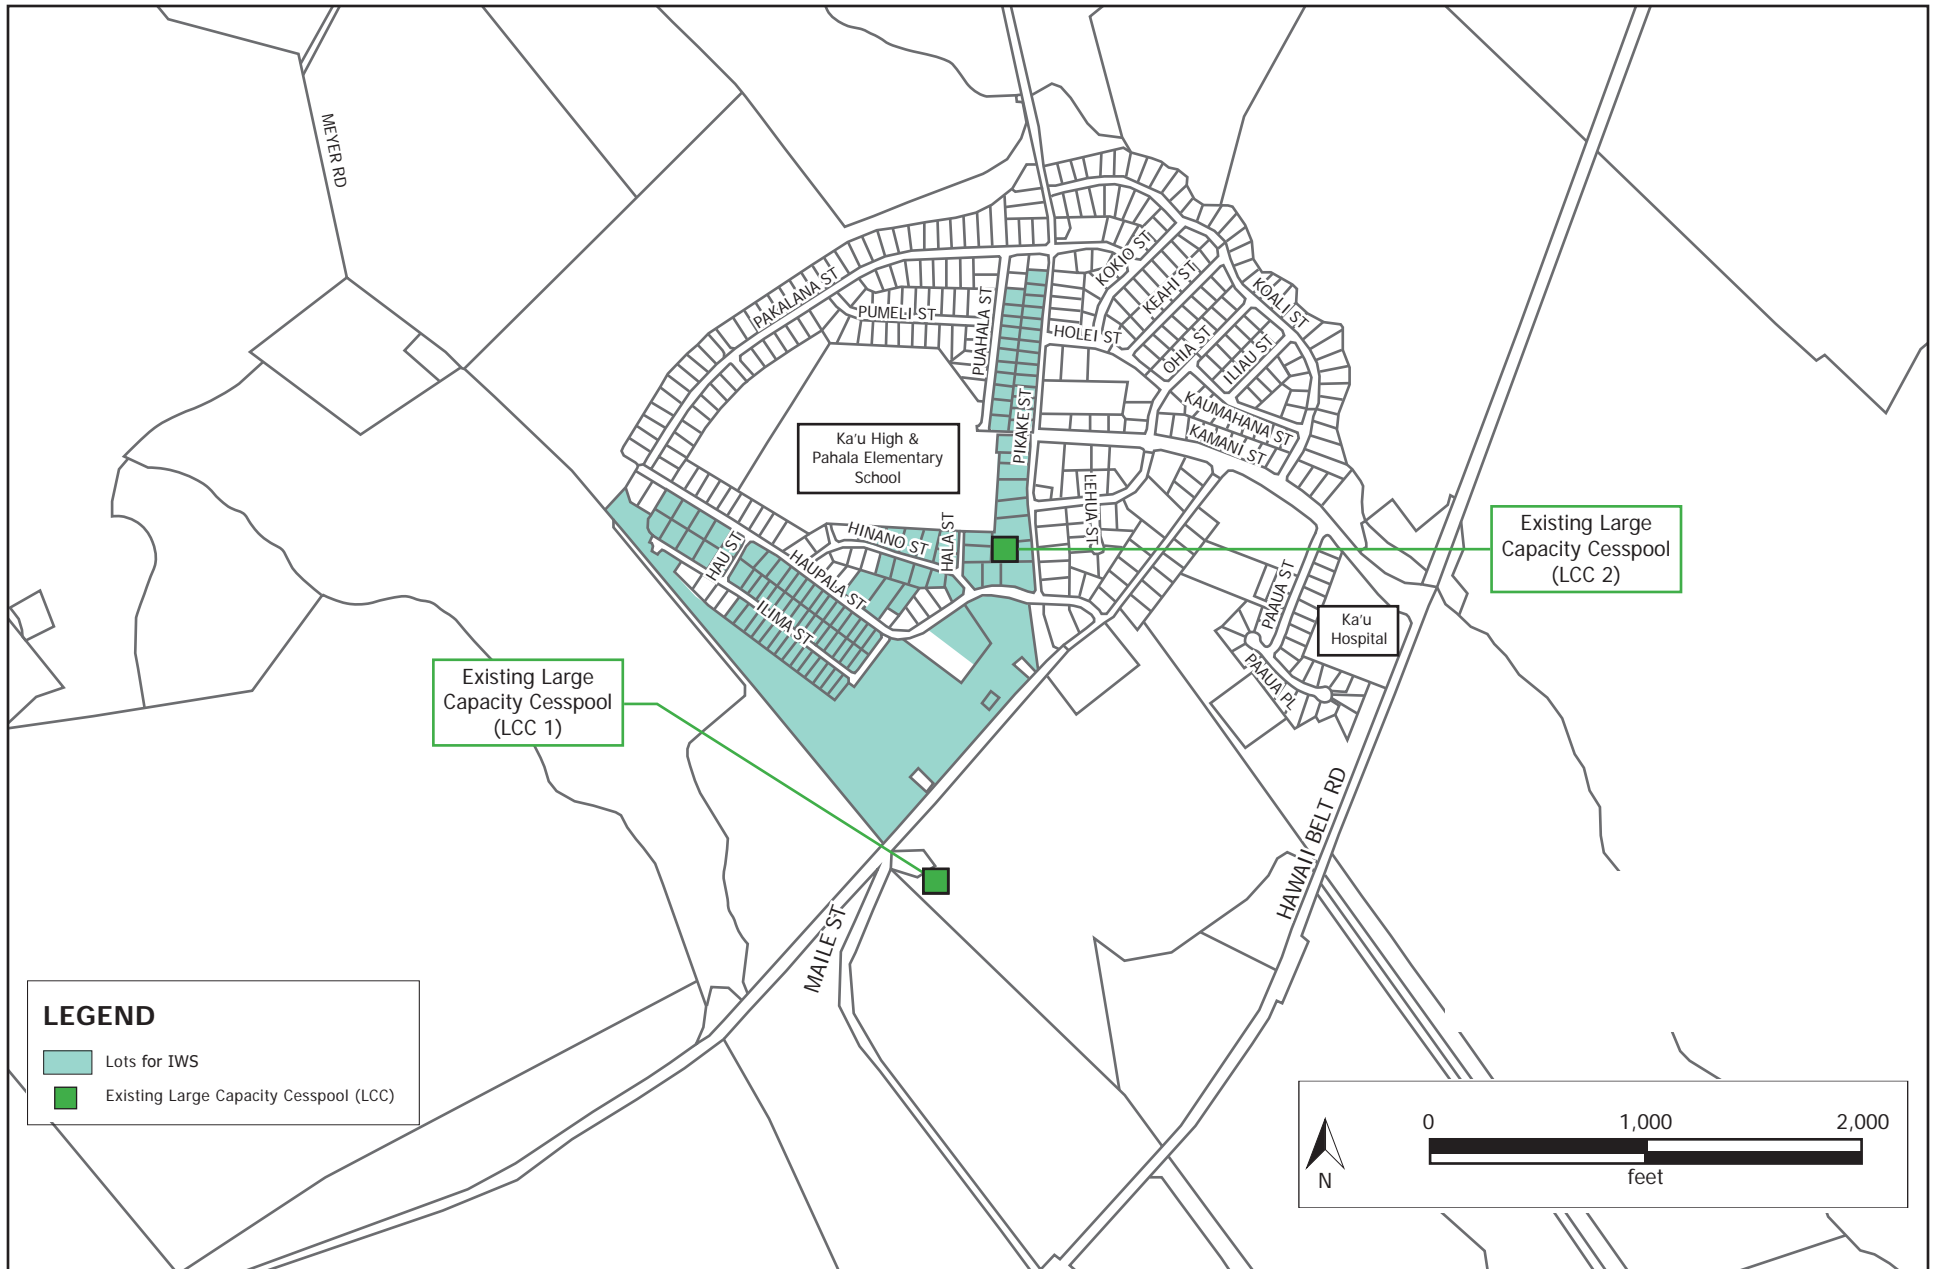 MEYER RD
PAKALANA ST
PUMELI ST
PUAHALA ST
KOKIO ST
KEAHI ST
KOALI ST
HOLEI ST
OHIA ST
ILIAU ST
PIKAKE ST
KAUMAHANA ST
KAMANI ST
Ka'u High &
Pahala Elementary
School
LEHUA ST
HINANO ST
HALA ST
HAU ST
HAUPALA ST
ILIMA ST
Existing Large
Capacity Cesspool
(LCC 2)
PAAUA ST
Ka'u
Hospital
PAAUA PL
Existing Large
Capacity Cesspool
(LCC 1)
HAWAII BELT RD
MAILE ST
LEGEND
Lots for IWS
Existing Large Capacity Cesspool (LCC)
0 1,000 2,000
feet
N